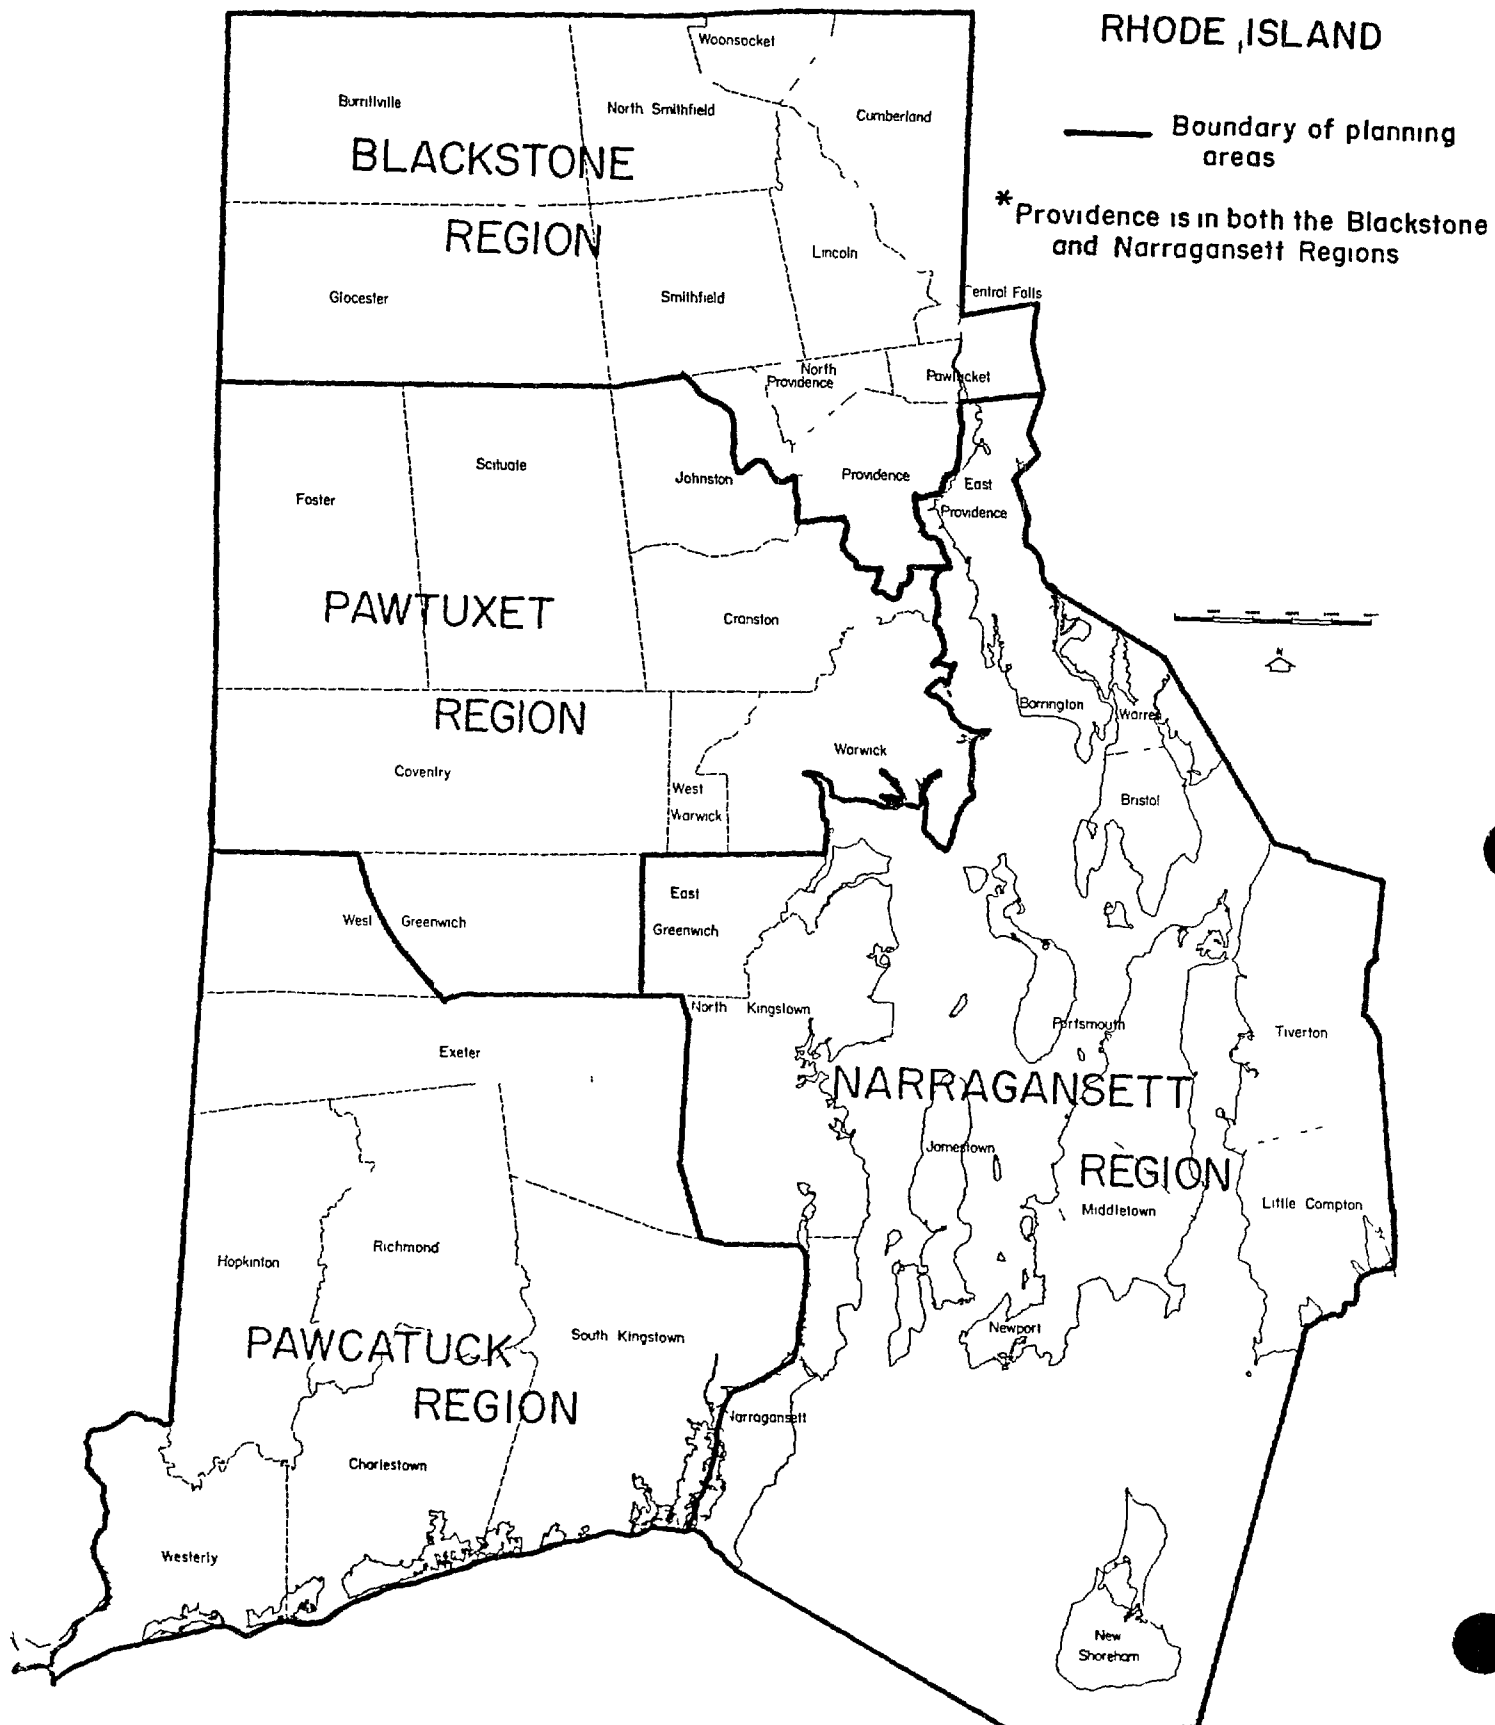 RHODE ISLAND
Boundary of planning
areas
*Providence is in both the Blackstone
and Narragansett Regions
Woonsocket
Burrillville
North Smithfield
Cumberland
BLACKSTONE
REGION
Lincoln
Glocester
Smithfield
Central Falls
North
Providence
Pawtucket
Scituate
Foster
Johnston
Providence
East
Providence
PAWTUXET
REGION
Cranston
N
Barrington
Warren
Warwick
Coventry
West
Warwick
Bristol
East
Greenwich
West Greenwich
North Kingstown
Portsmouth
Tiverton
Exeter
NARRAGANSETT
REGION
Jamestown
Middletown
Little Compton
Hopkinton
Richmond
PAWCATUCK
REGION
South Kingstown
Newport
Narragansett
Charlestown
Westerly
New
Shoreham